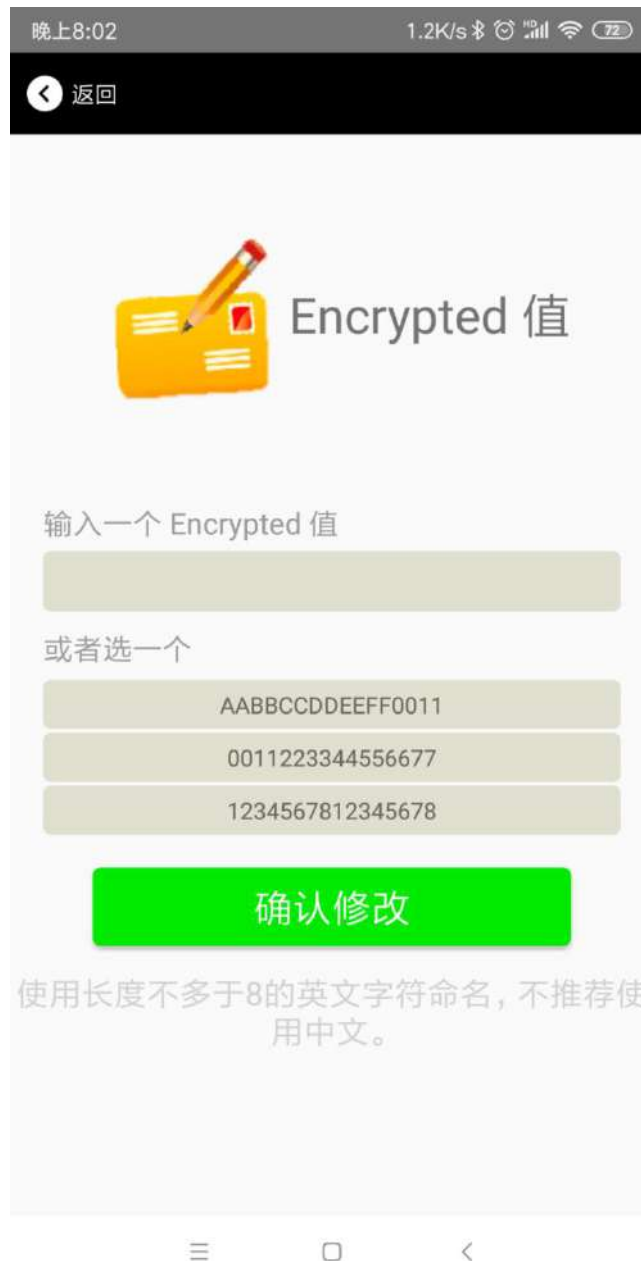 晚上8:02
1.2K/s HD 72
返回
Encrypted 值
输入一个 Encrypted 值
或者选一个
AABBCCDDEEFF0011
0011223344556677
1234567812345678
确认修改
使用长度不多于8的英文字符命名，不推荐使
用中文。